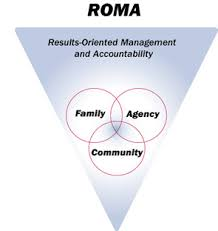 ROMA
Results-Oriented Management
and Accountability
Family
Agency
Community